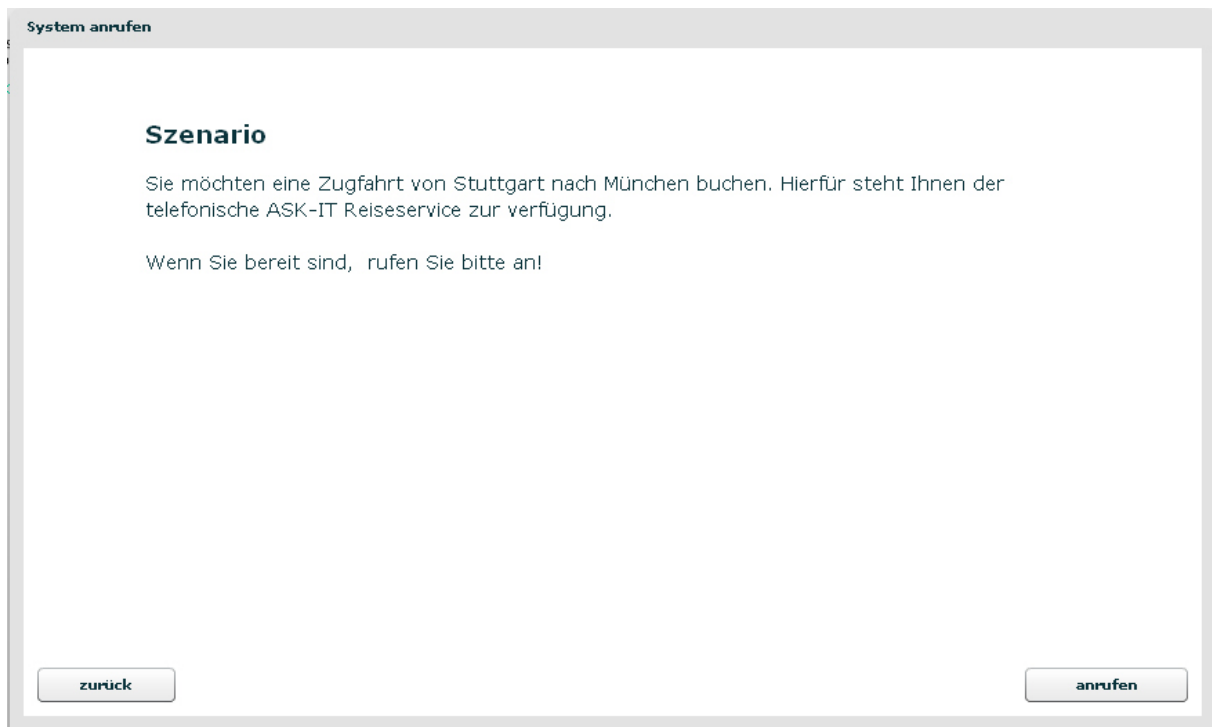 System anrufen
Szenario
Sie möchten eine Zugfahrt von Stuttgart nach München buchen. Hierfür steht Ihnen der
telefonische ASK-IT Reiseservice zur verfügung.
Wenn Sie bereit sind,  rufen Sie bitte an!
zurück
anrufen